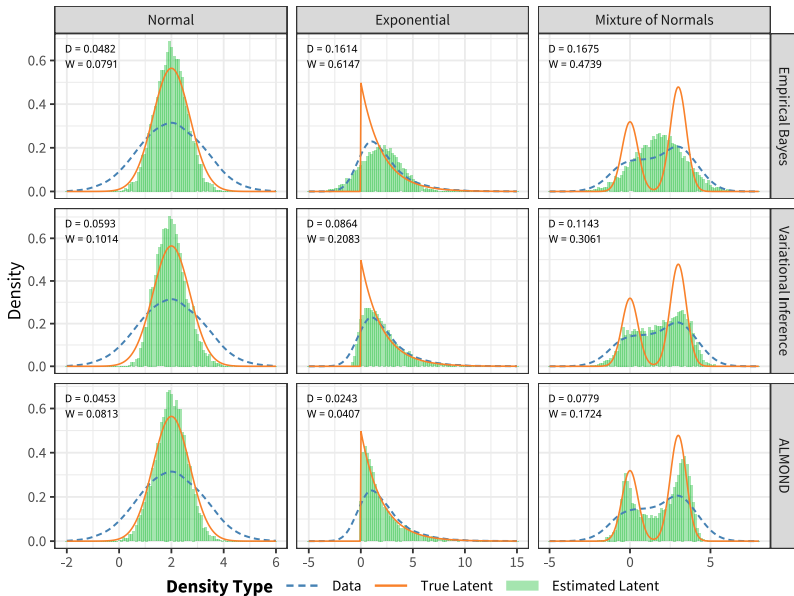 Normal Exponential Mixture of Normals
D = 0.0482 D = 0.1614 D = 0.1675
W = 0.0791 W = 0.6147 W = 0.4739
0.6
0.4
0.2
0.0
Empirical Bayes
D = 0.0593 D = 0.0864 D = 0.1143
W = 0.1014 W = 0.2083 W = 0.3061
0.6
0.4
0.2
0.0
Variational Inference
Density
D = 0.0453 D = 0.0243 D = 0.0779
W = 0.0813 W = 0.0407 W = 0.1724
0.6
0.4
0.2
0.0
ALMOND
-2 0 2 4 6 -5 0 5 10 15 -5 0 5
Density Type Data True Latent Estimated Latent